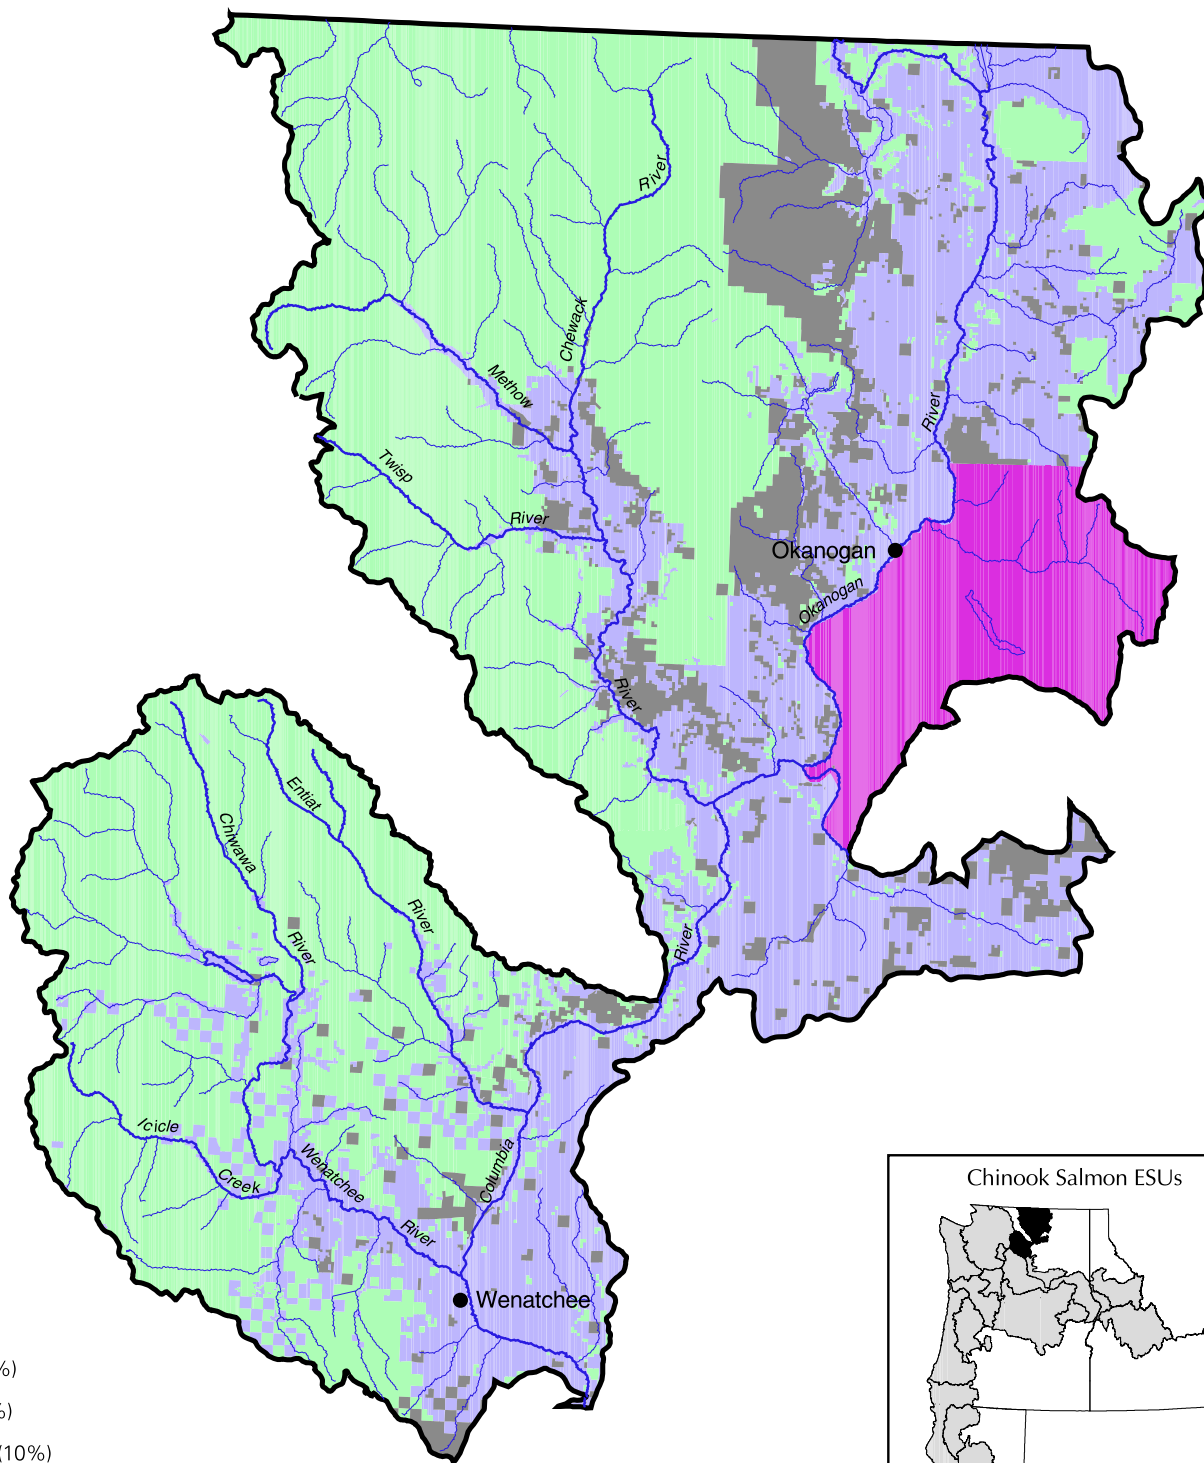 River
Chewack
Methow
River
Twisp
River
Okanogan
Okanogan
River
Entiat
Chiwawa
River
River
River
Icicle
Creek
Wenatchee
River
Columbia
Wenatchee
Chinook Salmon ESUs
%)
%)
(10%)